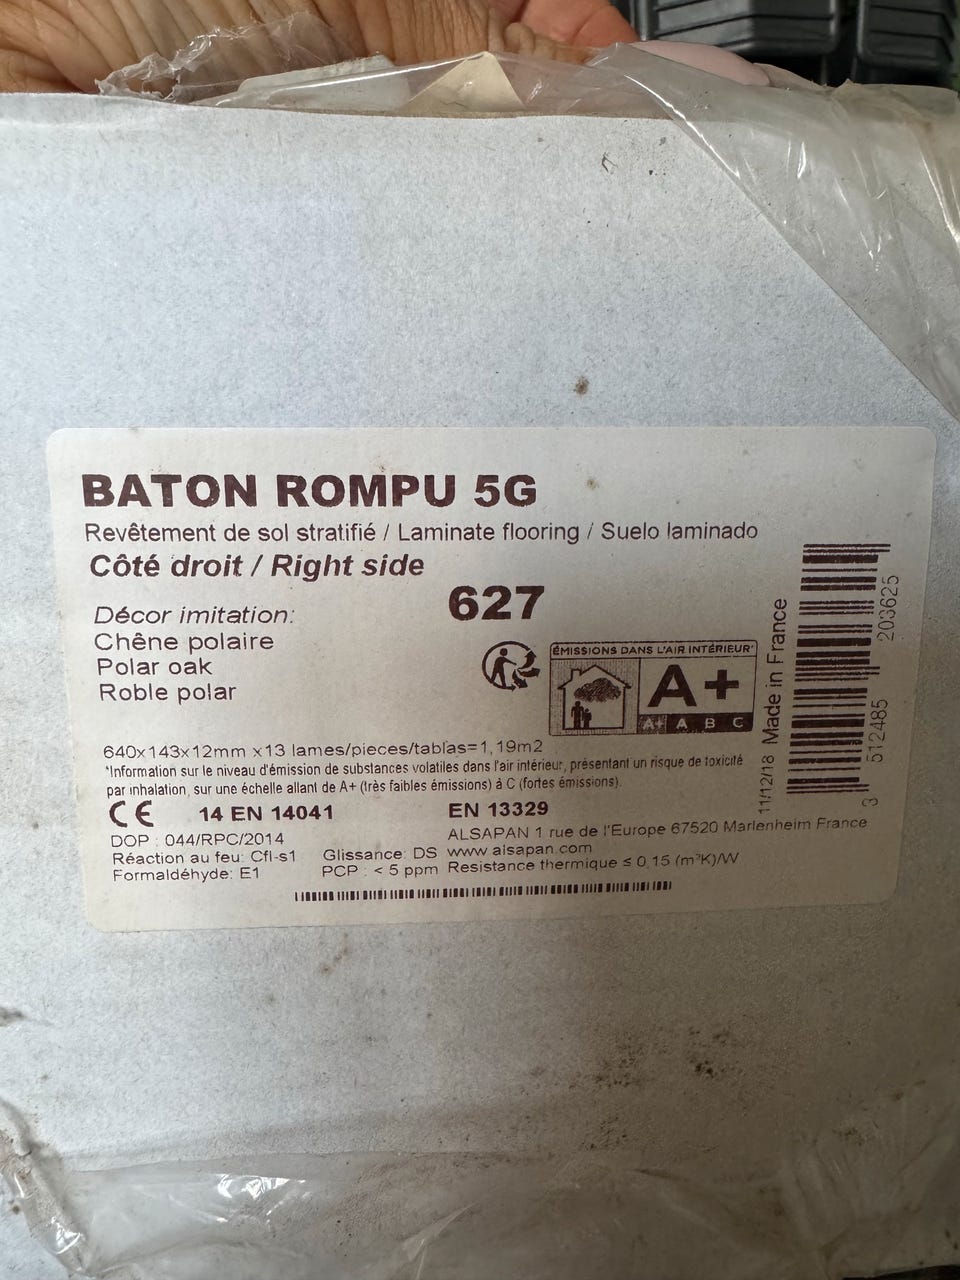 BATON ROMPU 5G
Revêtement de sol stratifié / Laminate flooring / Suelo laminado
Côté droit / Right side
627
Décor imitation:
Chêne polaire
Polar oak
Roble polar
ÉMISSIONS DANS L'AIR INTÉRIEUR*
A+
A+ A B C
640x143x12mm x13 lames/pieces/tablas=1,19m2
*Information sur le niveau d'émission de substances volatiles dans l'air intérieur, présentant un risque de toxicité
par inhalation, sur une échelle allant de A+ (très faibles émissions) à C (fortes émissions).
CE 14 EN 14041 EN 13329
DOP : 044/RPC/2014
ALSAPAN 1 rue de l'Europe 67520 Marlenheim France
Réaction au feu: Cfl-s1 Glissance: DS www.alsapan.com
Formaldéhyde: E1 PCP : < 5 ppm Resistance thermique ≤ 0,15 (m²K)/W
11/12/18 Made in France
3 512485 203625